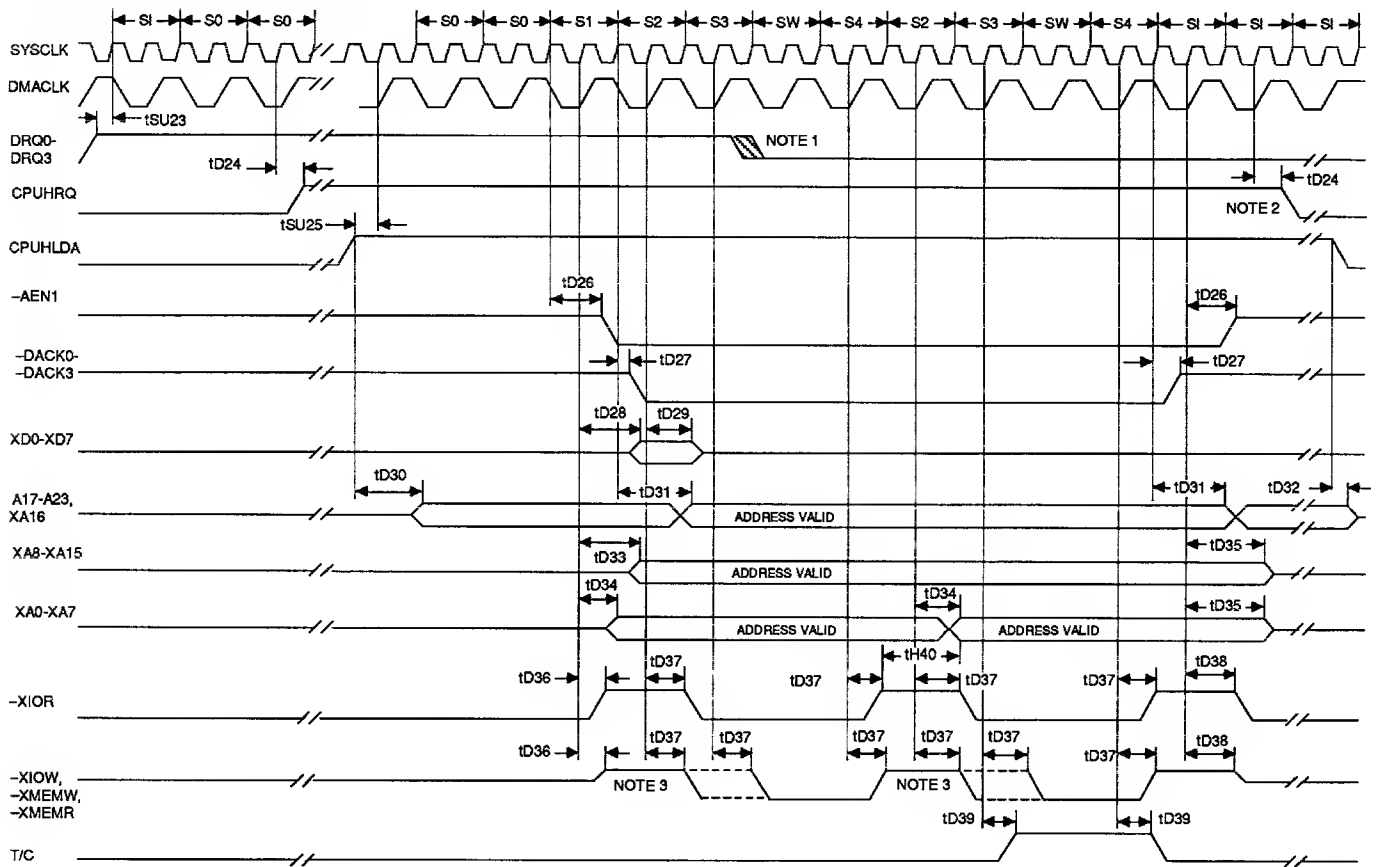 SI S0 S0 S0 S0 S1 S2 S3 SW S4 S2 S3 SW S4 SI SI SI
SYSCLK
DMACLK
tSU23
DRQ0-
DRQ3
NOTE 1
tD24
tD24
CPUHRQ
NOTE 2
tSU25
CPUHLDA
tD26
tD26
–AEN1
–DACK0-
–DACK3
tD27
tD27
tD28
tD29
XD0-XD7
tD30
tD31
tD31
tD32
A17-A23,
XA16
ADDRESS VALID
tD33
tD35
XA8-XA15
ADDRESS VALID
tD34
tD34
tD35
XA0-XA7
ADDRESS VALID
ADDRESS VALID
tH40
tD36
tD37
tD37
tD37
tD37
tD38
–XIOR
tD36
tD37
tD37
tD37
tD37
tD37
tD37
tD38
–XIOW,
–XMEMW,
–XMEMR
NOTE 3
NOTE 3
tD39
tD39
T/C